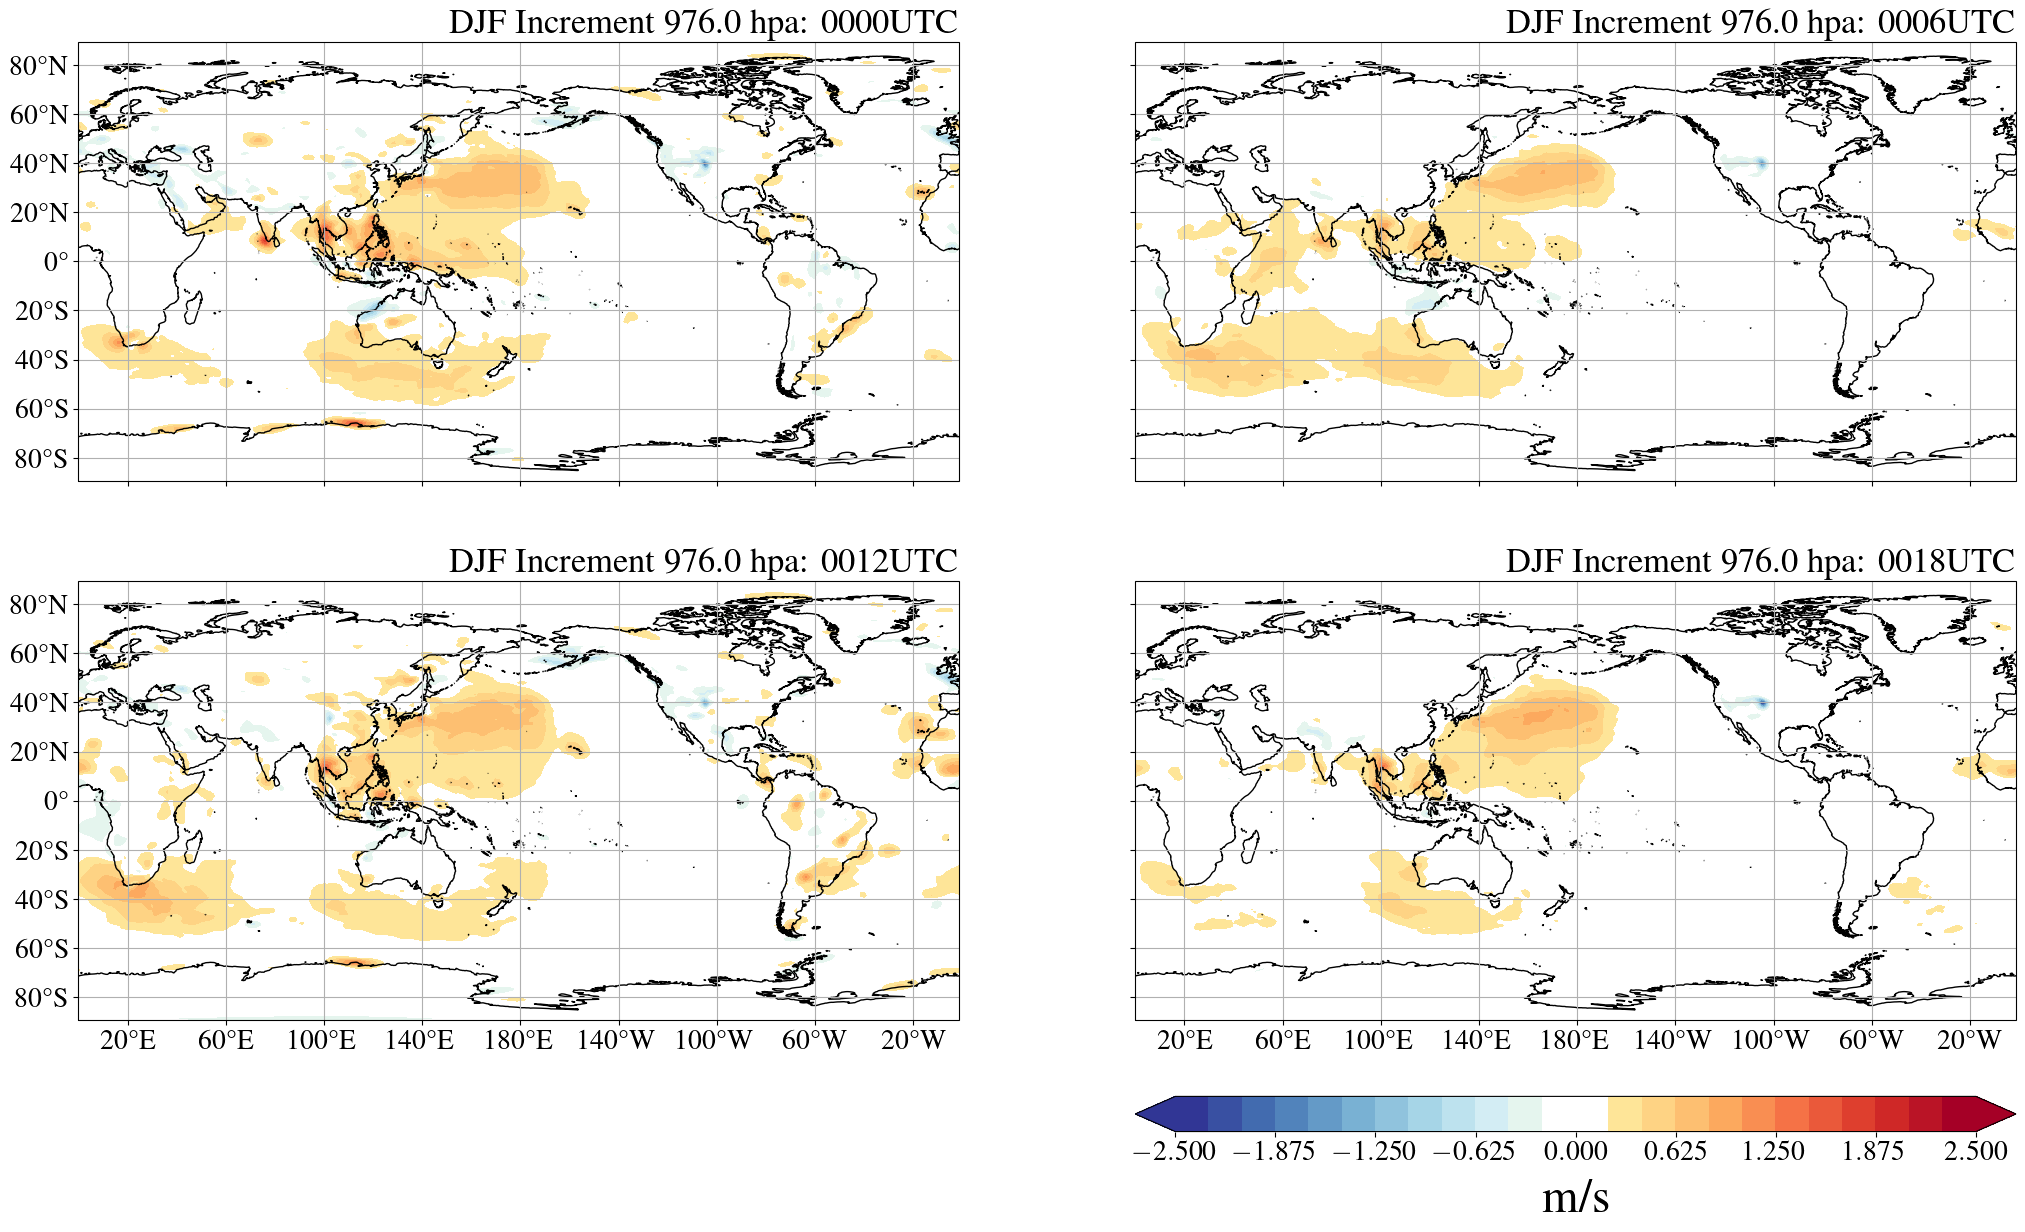 DJF Increment 976.0 hpa: 0000UTC
DJF Increment 976.0 hpa: 0006UTC
80°N
60°N
40°N
20°N
0°
20°S
40°S
60°S
80°S
DJF Increment 976.0 hpa: 0012UTC
DJF Increment 976.0 hpa: 0018UTC
80°N
60°N
40°N
20°N
0°
20°S
40°S
60°S
80°S
20°E 60°E 100°E 140°E 180°E 140°W 100°W 60°W 20°W
20°E 60°E 100°E 140°E 180°E 140°W 100°W 60°W 20°W
−2.500 −1.875 −1.250 −0.625 0.000 0.625 1.250 1.875 2.500
m/s